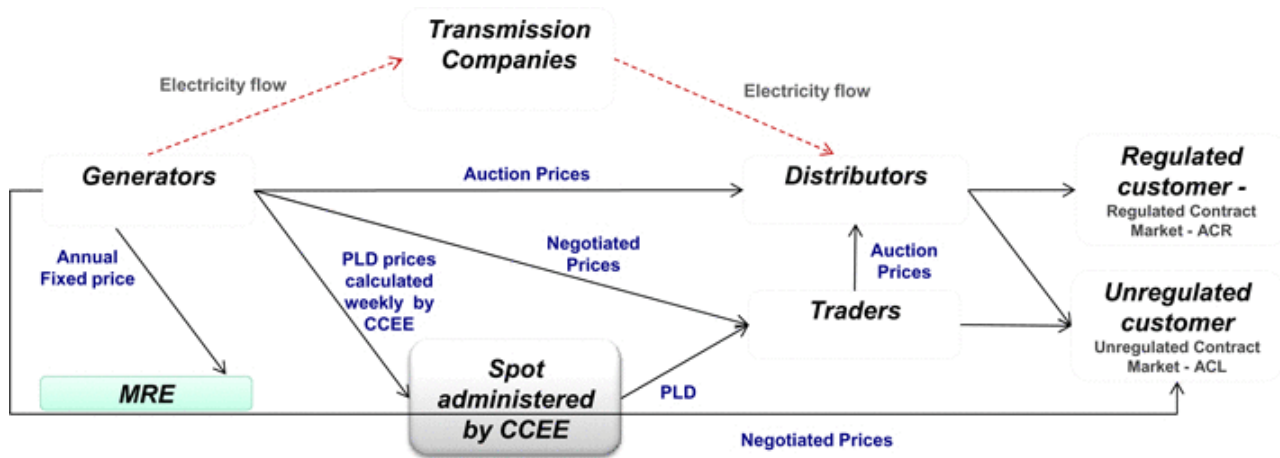 Transmission
Companies
Electricity flow
Electricity flow
Generators
Auction Prices
Distributors
Regulated
customer -
Regulated Contract
Market - ACR
Annual
Fixed price
PLD prices
calculated
weekly by
CCEE
Negotiated
Prices
Auction
Prices
Traders
Unregulated
customer
Unregulated Contract
Market - ACL
MRE
Spot
administered
by CCEE
PLD
Negotiated Prices